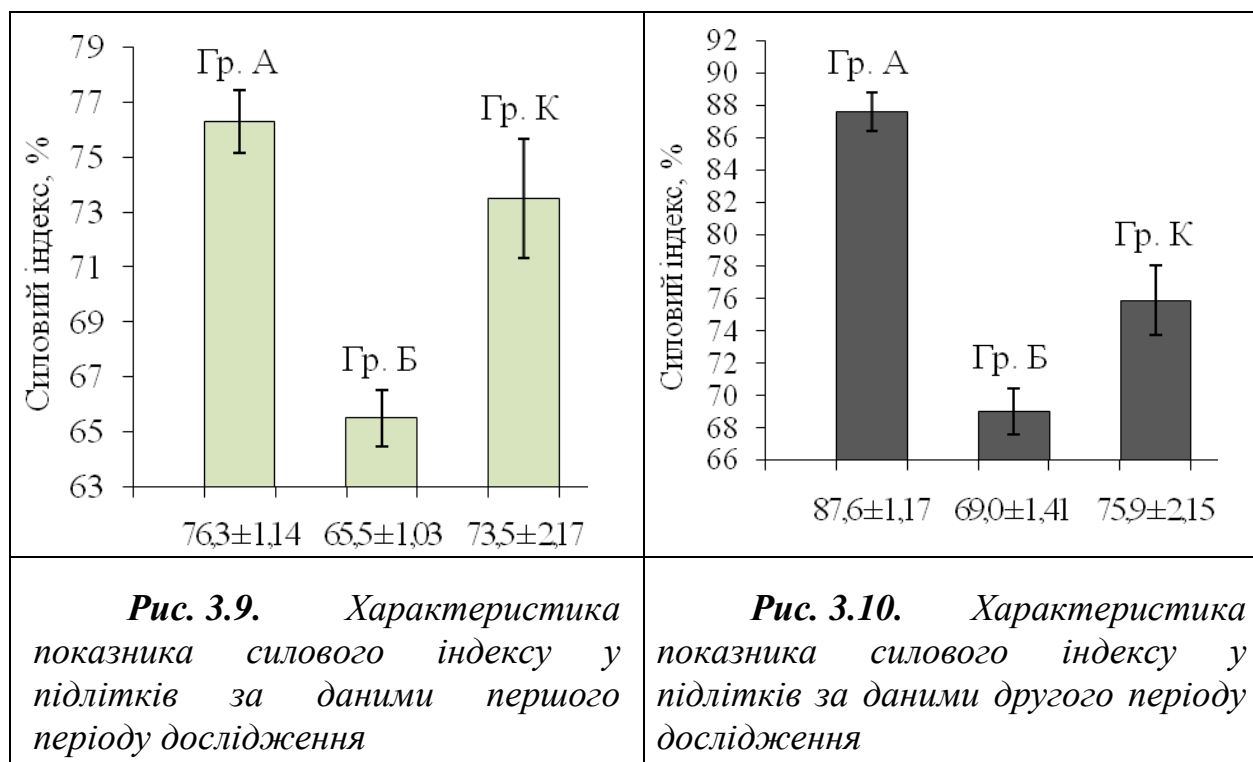 Силовий індекс, %
79
77
75
73
71
69
67
65
63
Гр. А
Гр. Б
Гр. К
76,3±1,14 65,5±1,03 73,5±2,17
Рис. 3.9. Характеристика
показника силового індексу у
підлітків за даними першого
періоду дослідження
Силовий індекс, %
92
90
88
86
84
82
80
78
76
74
72
70
68
66
Гр. А
Гр. Б
Гр. К
87,6±1,17 69,0±1,41 75,9±2,15
Рис. 3.10. Характеристика
показника силового індексу у
підлітків за даними другого періоду
дослідження